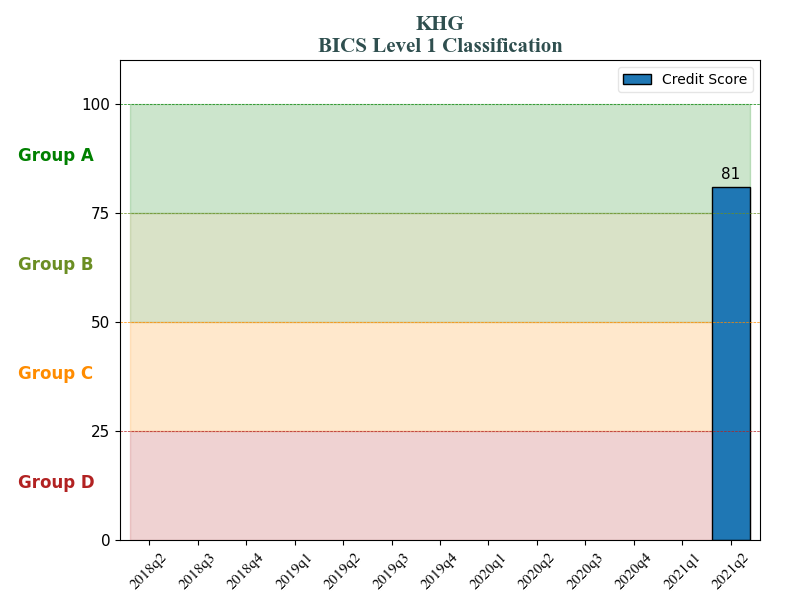 KHG
BICS Level 1 Classification
Credit Score
100
Group A
81
75
Group B
50
Group C
25
Group D
0
2018q2
2018q3
2018q4
2019q1
2019q2
2019q3
2019q4
2020q1
2020q2
2020q3
2020q4
2021q1
2021q2